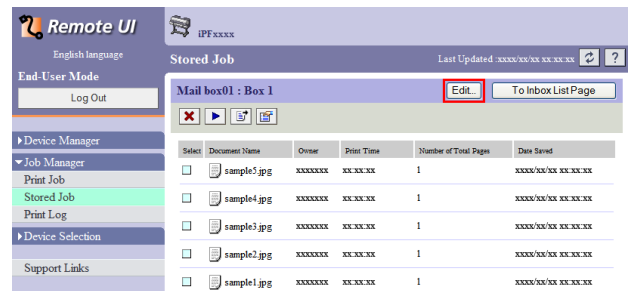 Remote UI
iPFxxxx
English language
Stored Job
Last Updated :xxxx/xx/xx xx:xx:xx
?
End-User Mode
Log Out
Mail box01 : Box 1
Edit...
To Inbox List Page
Device Manager
Job Manager
Print Job
Stored Job
Print Log
Device Selection
Support Links
Select Document Name Owner Print Time Number of Total Pages Date Saved
sample5.jpg xxxxxxx xx:xx:xx 1 xxxx/xx/xx xx:xx:xx
sample4.jpg xxxxxxx xx:xx:xx 1 xxxx/xx/xx xx:xx:xx
sample3.jpg xxxxxxx xx:xx:xx 1 xxxx/xx/xx xx:xx:xx
sample2.jpg xxxxxxx xx:xx:xx 1 xxxx/xx/xx xx:xx:xx
sample1.jpg xxxxxxx xx:xx:xx 1 xxxx/xx/xx xx:xx:xx